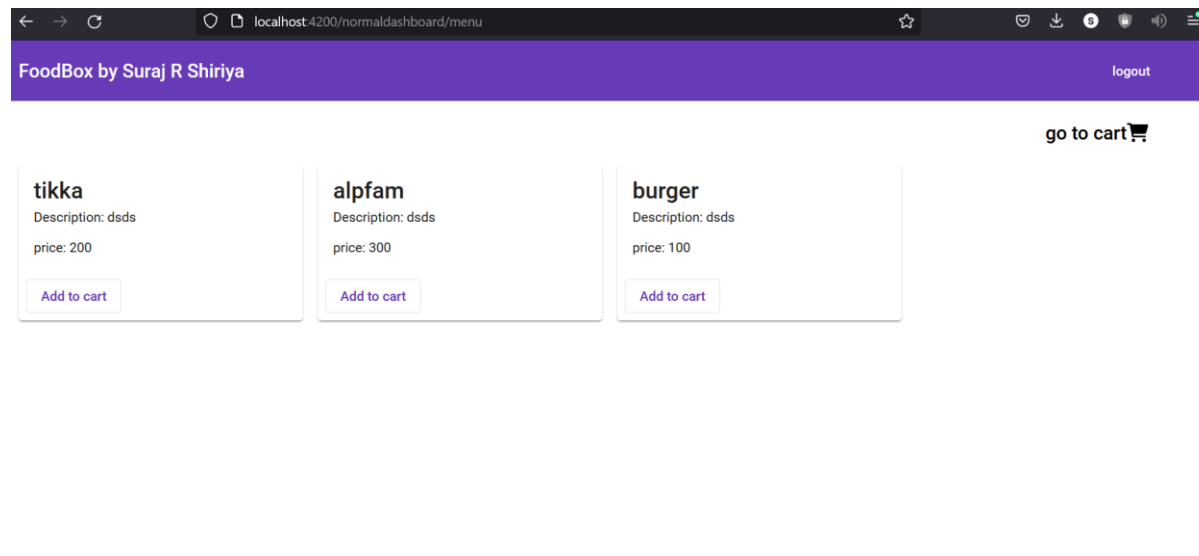 localhost:4200/normaldashboard/menu
S
FoodBox by Suraj R Shiriya
logout
go to cart
tikka
Description: dsds
price: 200
Add to cart
alpfam
Description: dsds
price: 300
Add to cart
burger
Description: dsds
price: 100
Add to cart